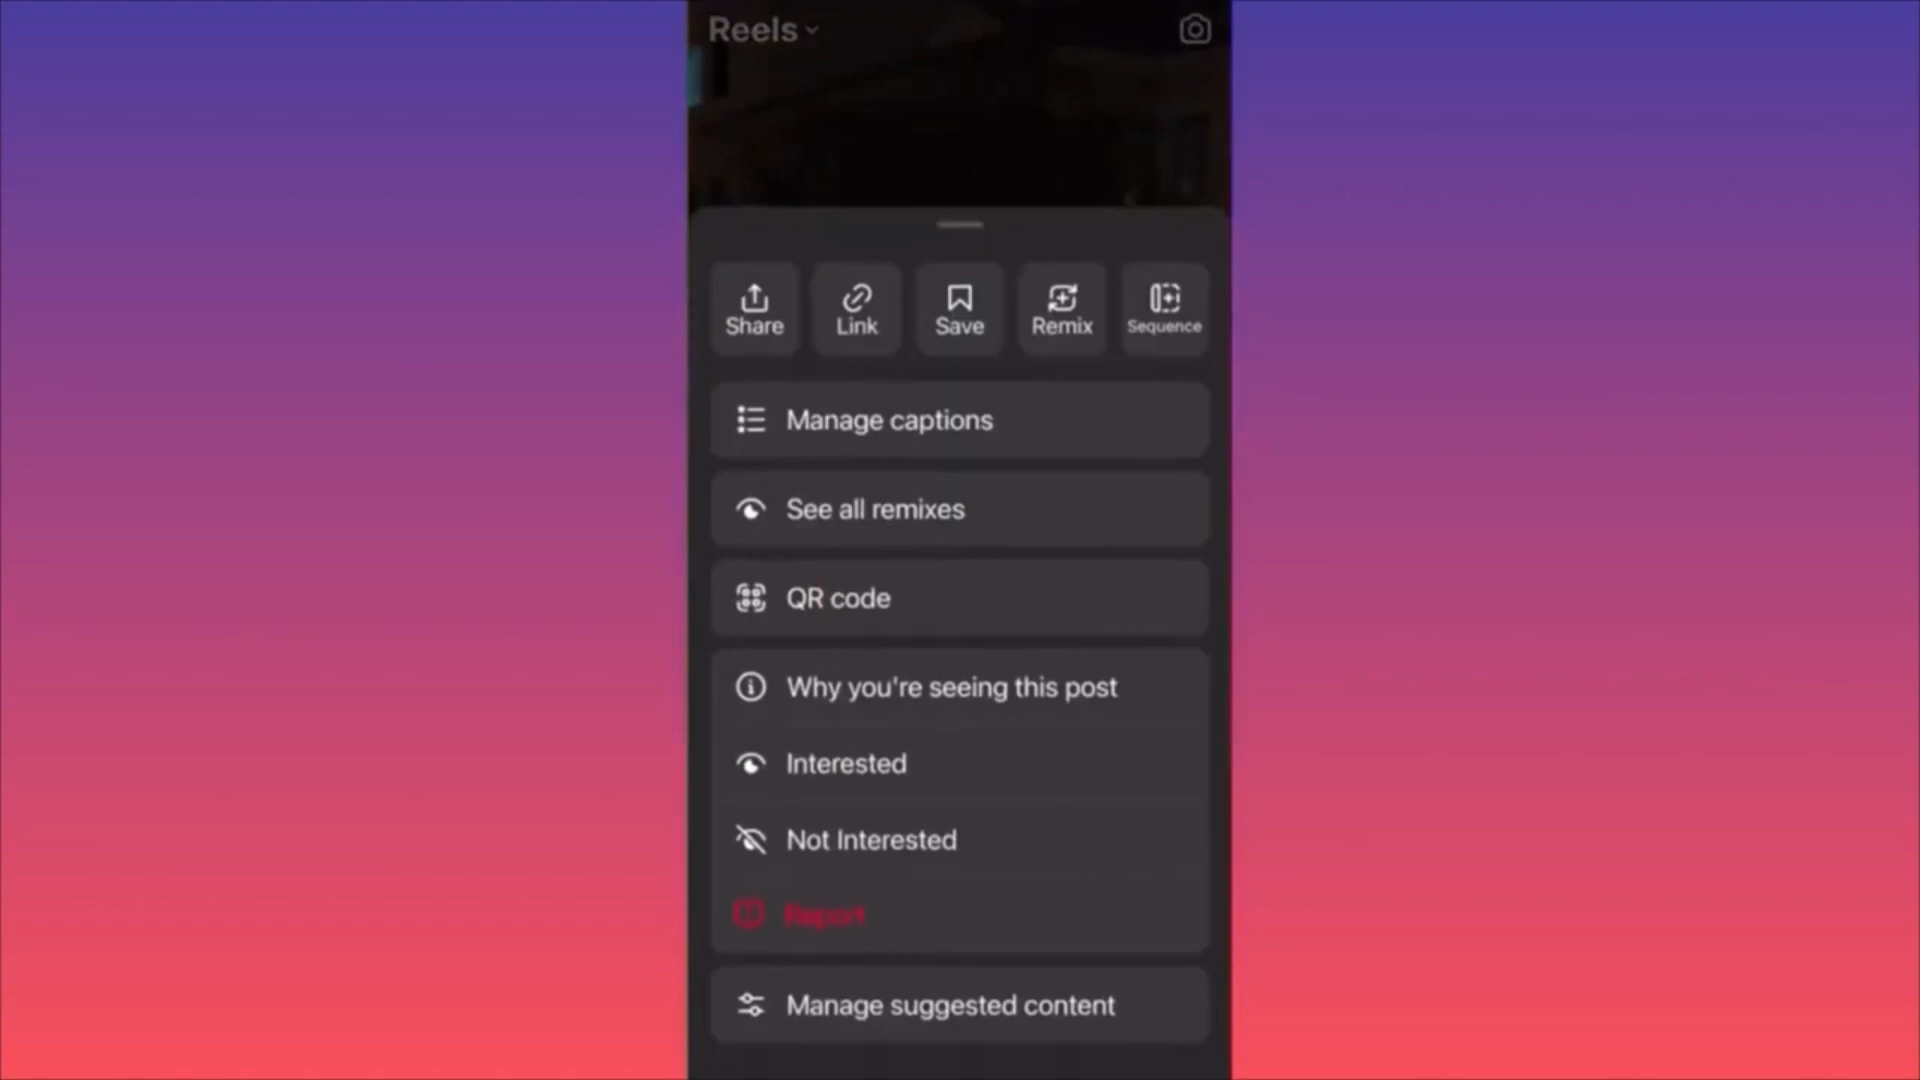 Reels
Share
Link
Save
Remix
Sequence
Manage captions
See all remixes
QR code
Why you're seeing this post
Interested
Not Interested
Report
Manage suggested content